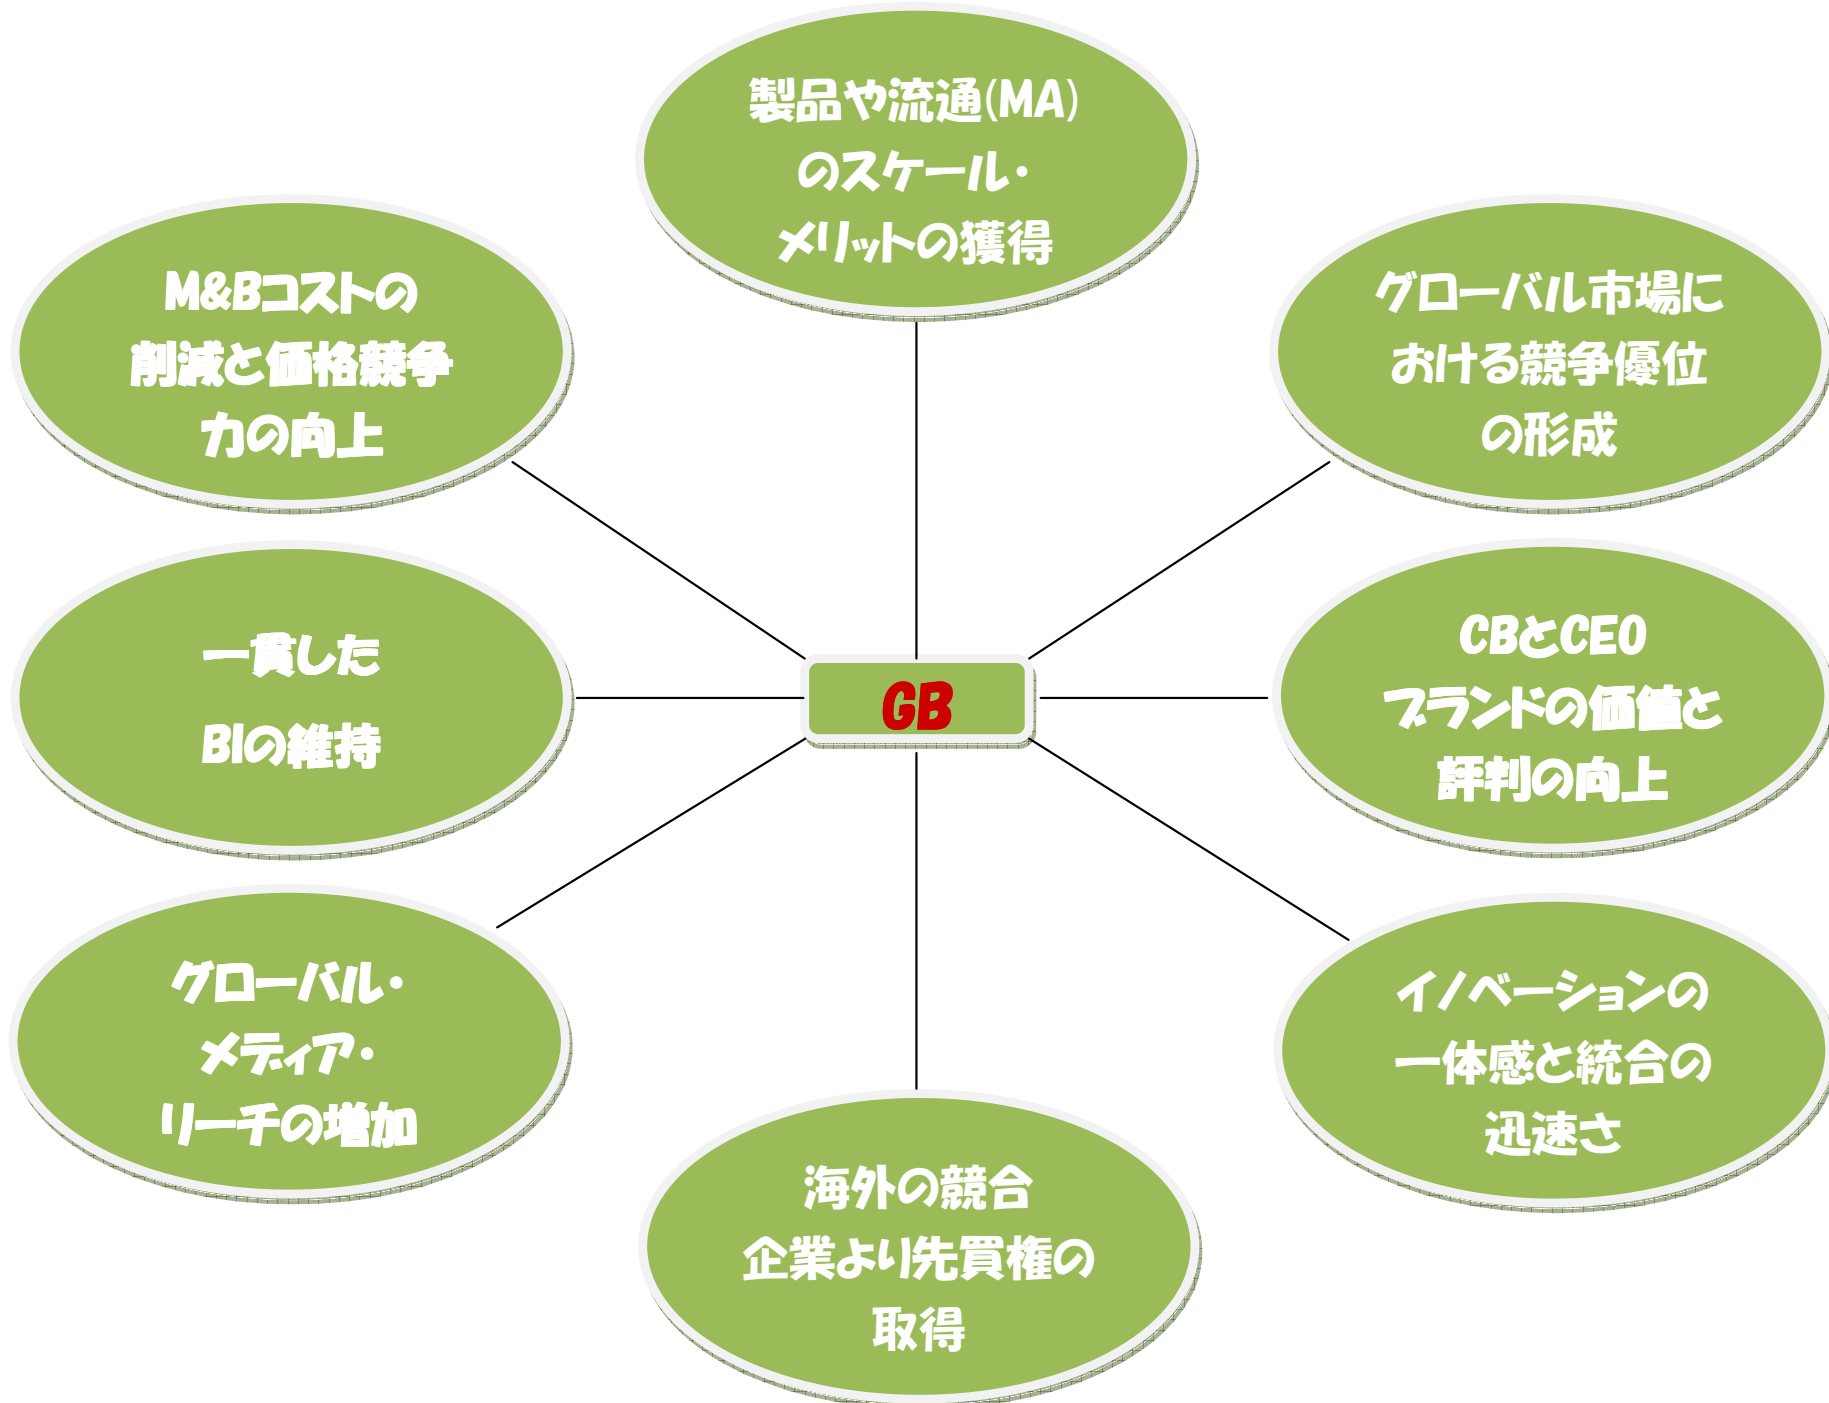 製品や流通(MA)
のスケール・
メリットの獲得
M&Bコストの
削減と価格競争
力の向上
グローバル市場に
おける競争優位
の形成
一貫した
BIの維持
GB
CBとCEO
ブランドの価値と
評判の向上
グローバル・
メディア・
リーチの増加
イノベーションの
一体感と統合の
迅速さ
海外の競合
企業より先買権の
取得